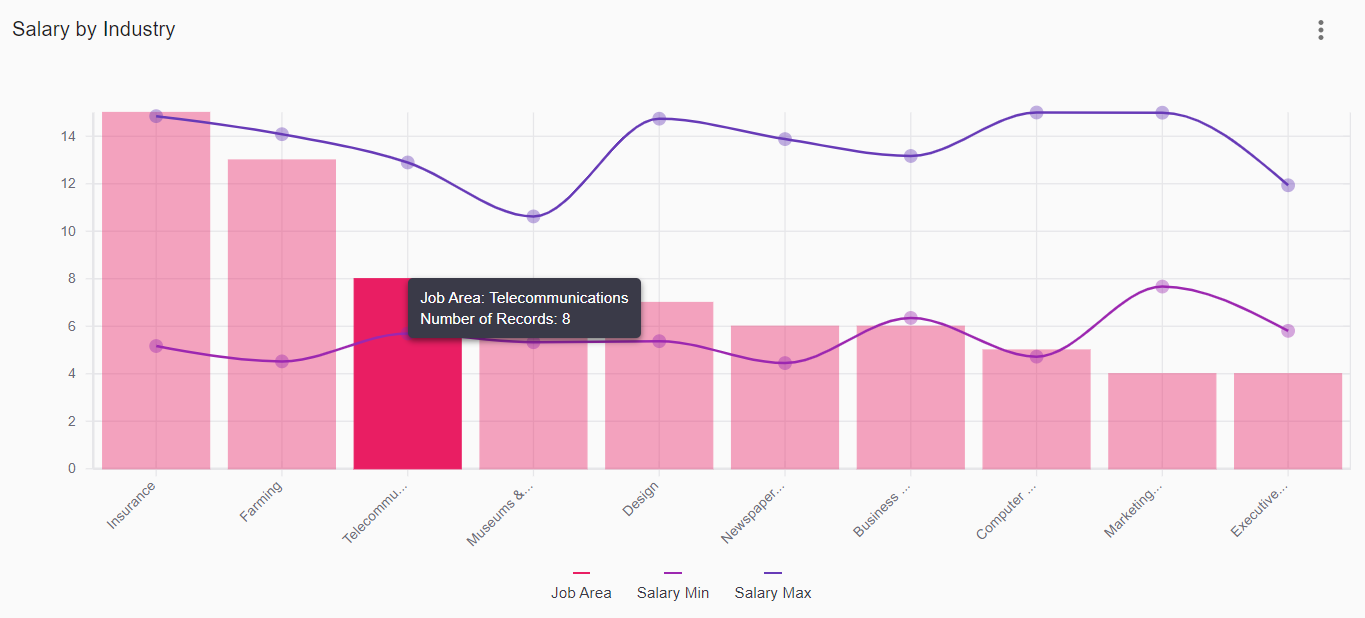 Salary by Industry
14
12
10
8
6
4
2
0
Job Area: Telecommunications
Number of Records: 8
Insurance
Farming
Telecommu...
Museums &...
Design
Newspaper...
Business ...
Computer ...
Marketing...
Executive...
Job Area
Salary Min
Salary Max